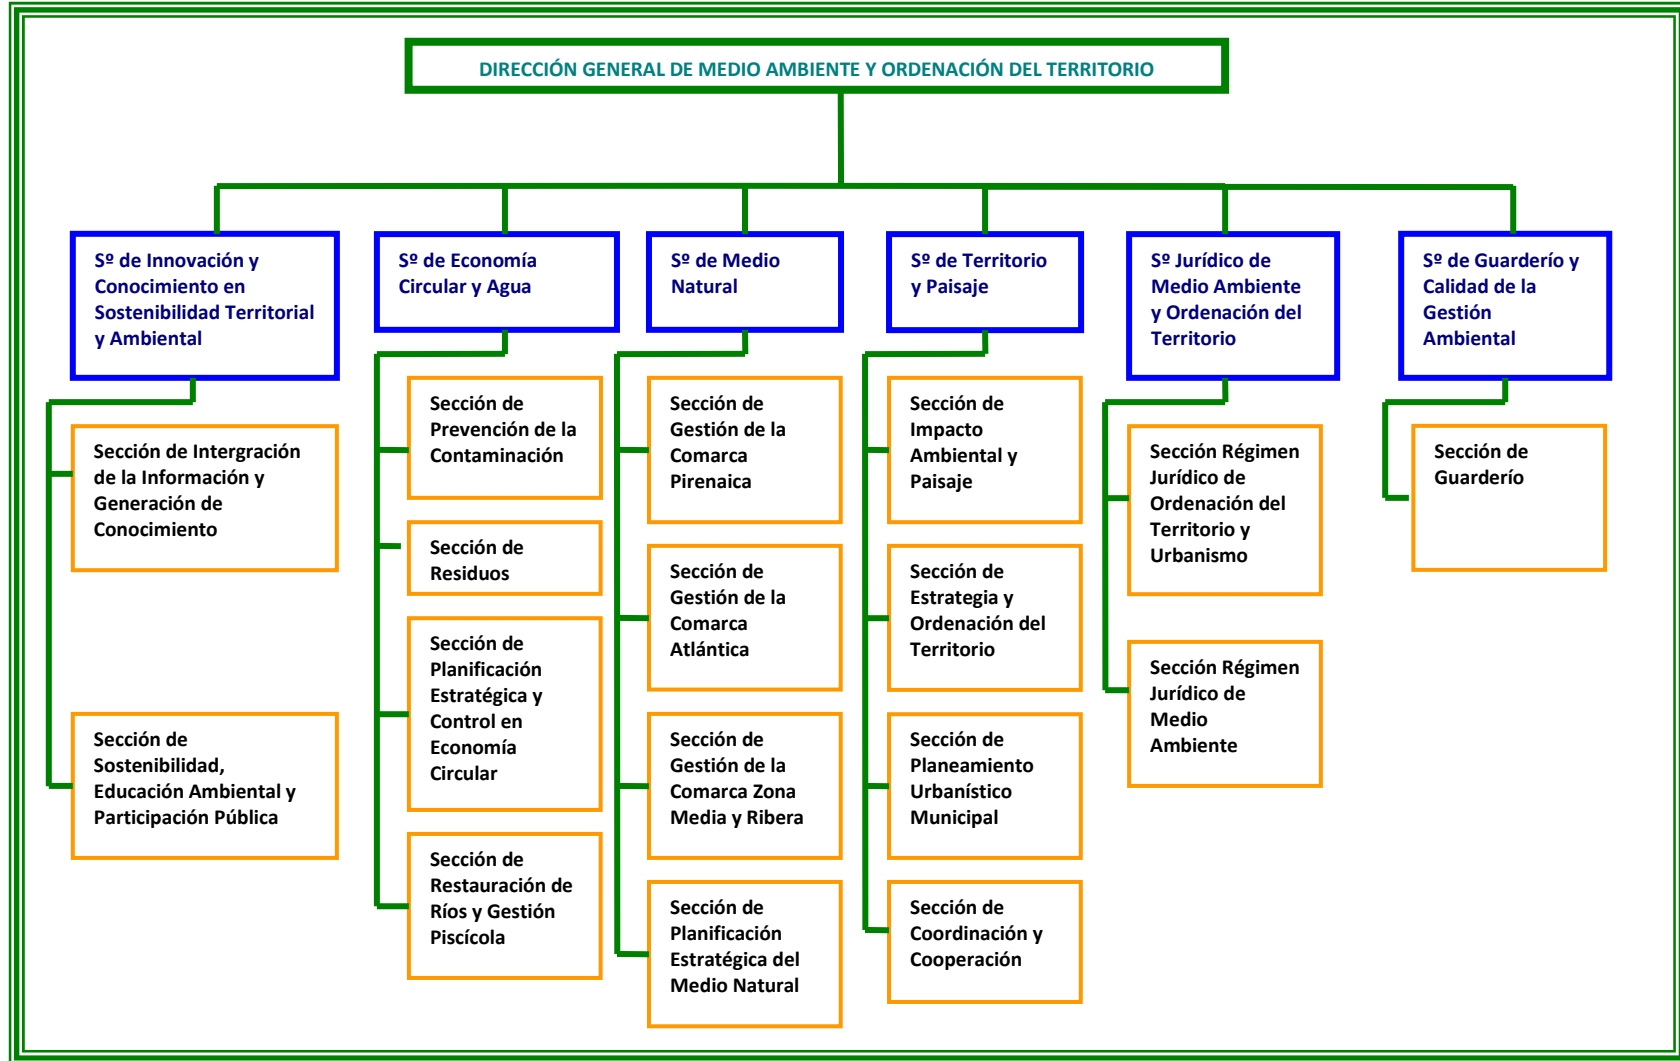 DIRECCIÓN GENERAL DE MEDIO AMBIENTE Y ORDENACIÓN DEL TERRITORIO
Sº de Innovación y
Conocimiento en
Sostenibilidad Territorial
y Ambiental
Sº de Economía
Circular y Agua
Sº de Medio
Natural
Sº de Territorio
y Paisaje
Sº Jurídico de
Medio Ambiente
y Ordenación del
Territorio
Sº de Guarderío y
Calidad de la
Gestión
Ambiental
Sección de Intergración
de la Información y
Generación de
Conocimiento
Sección de
Sostenibilidad,
Educación Ambiental y
Participación Pública
Sección de
Prevención de la
Contaminación
Sección de
Residuos
Sección de
Planificación
Estratégica y
Control en
Economía
Circular
Sección de
Restauración de
Ríos y Gestión
Piscícola
Sección de
Gestión de la
Comarca
Pirenaica
Sección de
Gestión de la
Comarca
Atlántica
Sección de
Gestión de la
Comarca Zona
Media y Ribera
Sección de
Planificación
Estratégica del
Medio Natural
Sección de
Impacto
Ambiental y
Paisaje
Sección de
Estrategia y
Ordenación del
Territorio
Sección de
Planeamiento
Urbanístico
Municipal
Sección de
Coordinación y
Cooperación
Sección Régimen
Jurídico de
Ordenación del
Territorio y
Urbanismo
Sección Régimen
Jurídico de
Medio
Ambiente
Sección de
Guarderío